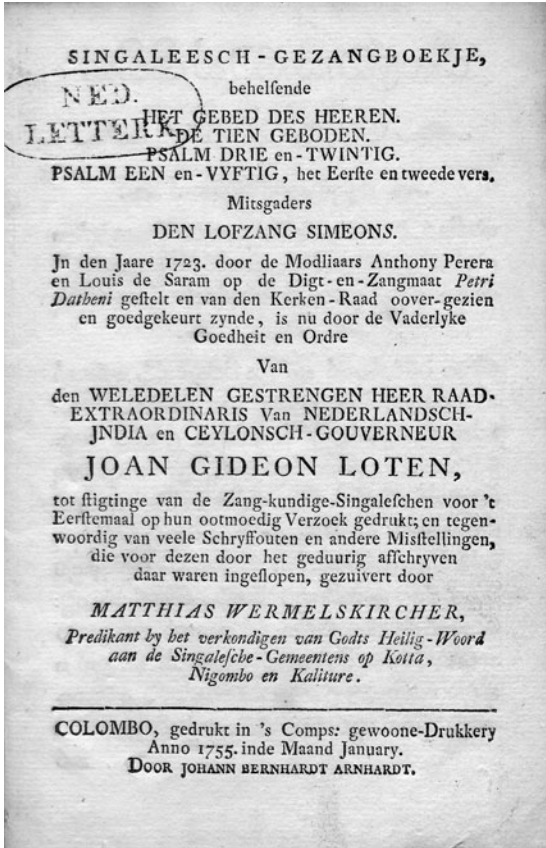 SINGALEESCH-GEZANGBOEKJE,
behelſende
NED.
LETTERK
HET GEBED DES HEEREN.
DE TIEN GEBODEN.
PSALM DRIE en-TWINTIG.
PSALM EEN en-VYFTIG, het Eerſte en tweede vers.
Mitsgaders
DEN LOFZANG SIMEONS.
Jn den Jaare 1723. door de Modliaars Anthony Perera
en Louis de Saram op de Digt-en-Zangmaat Petri
Datheni geſtelt en van den Kerken-Raad oover-gezien
en goedgekeurt zynde, is nu door de Vaderlyke
Goedheit en Ordre
Van
den WELEDELEN GESTRENGEN HEER RAAD-
EXTRAORDINARIS Van NEDERLANDSCH-
JNDIA en CEYLONSCH-GOUVERNEUR
JOAN GIDEON LOTEN,
tot ſtigtinge van de Zang-kundige-Singaleſchen voor 't
Eerſtemaal op hun ootmoedig Verzoek gedrukt; en tegen-
woordig van veele Schryffouten en andere Misſtellingen,
die voor dezen door het geduurig afſchryven
daar waren ingeſlopen, gezuivert door
MATTHIAS WERMELSKIRCHER,
Predikant by het verkondigen van Godts Heilig-Woord
aan de Singaleſche-Gemeentens op Kotta,
Nigombo en Kaliture.
COLOMBO, gedrukt in 's Comps: gewoone-Drukkery
Anno 1755. inde Maand January.
DOOR JOHANN BERNHARDT ARNHARDT.